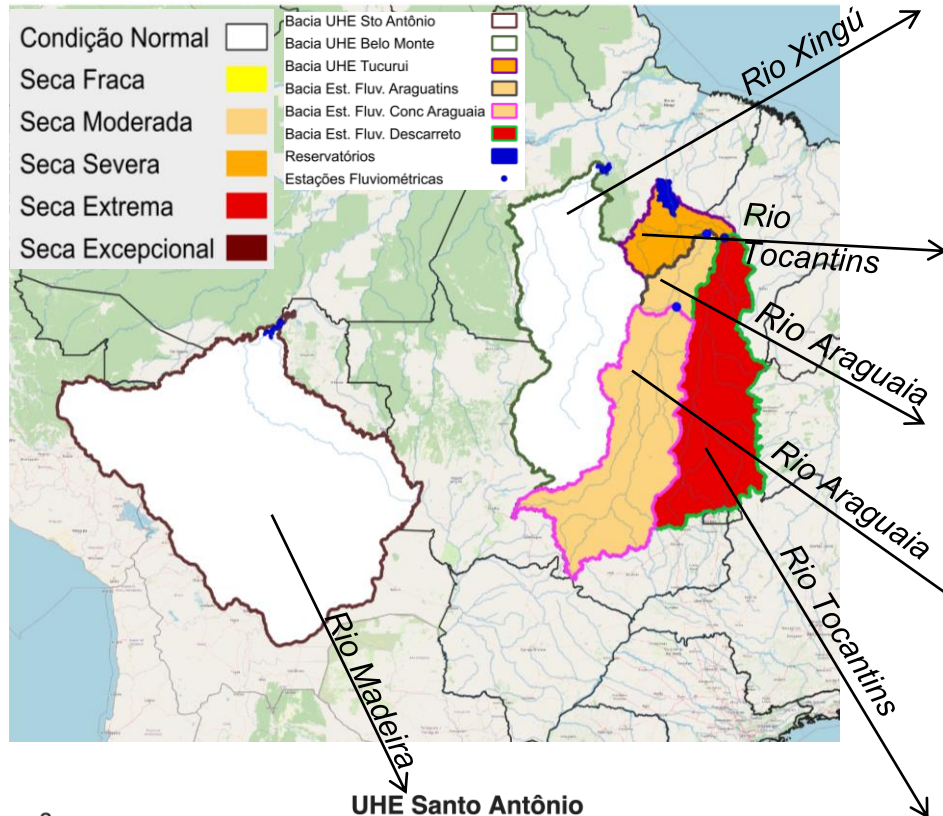 Condição Normal
Seca Fraca
Seca Moderada
Seca Severa
Seca Extrema
Seca Excepcional
Bacia UHE Sto Antônio
Bacia UHE Belo Monte
Bacia UHE Tucurui
Bacia Est. Fluv. Araguatins
Bacia Est. Fluv. Conc Araguaia
Bacia Est. Fluv. Descarreto
Reservatórios
Estações Fluviométricas
Rio Xingú
Rio
Tocantins
Rio Araguaia
Rio Araguaia
Rio Tocantins
Rio Madeira
UHE Santo Antônio